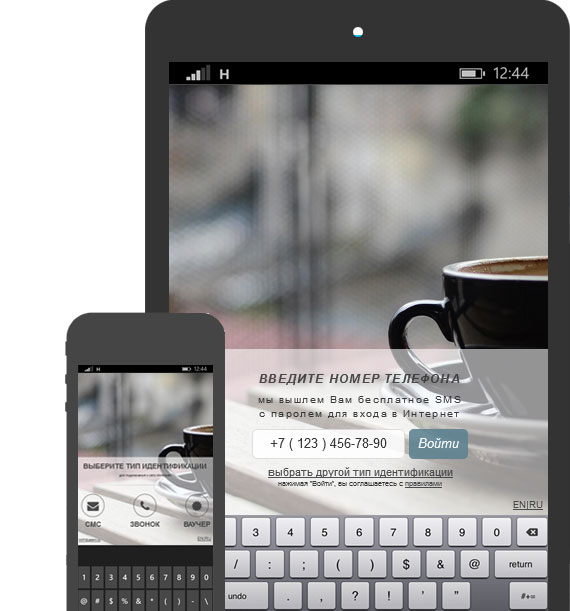 H 12:44
ВВЕДИТЕ НОМЕР ТЕЛЕФОНА
мы вышлем Вам бесплатное SMS
с паролем для входа в Интернет
+7 ( 123 ) 456-78-90 Войти
выбрать другой тип идентификации
нажимая "Войти", вы соглашаетесь с правилами
EN|RU
3 4 5 6 7 8 9 0
/ : ; ( ) $ & @ return
undo . , ? ! ' " #+=
H 12:44
ВЫБЕРИТЕ ТИП ИДЕНТИФИКАЦИИ
СМС ЗВОНОК ВАУЧЕР
EN|RU
1 2 3 4 5 6 7 8 9 0
@ # $ % & * ( ) - \